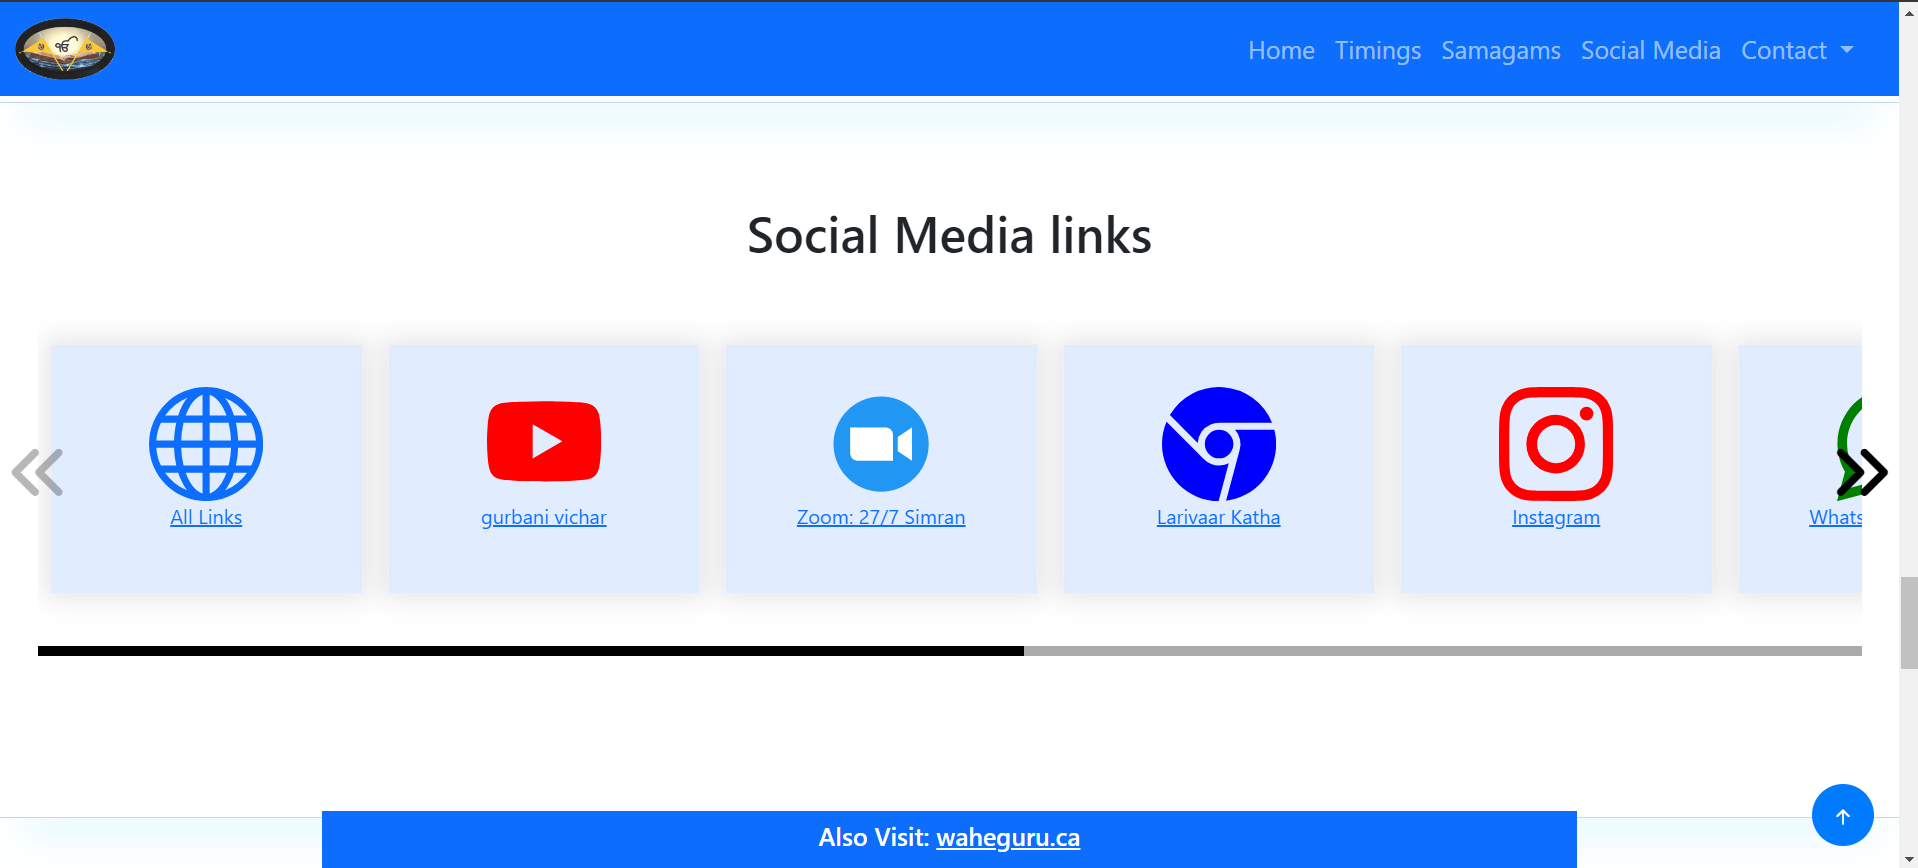 ੴ
Home Timings Samagams Social Media Contact
Social Media links
All Links
gurbani vichar
Zoom: 27/7 Simran
Larivaar Katha
Instagram
Whats
Also Visit: waheguru.ca